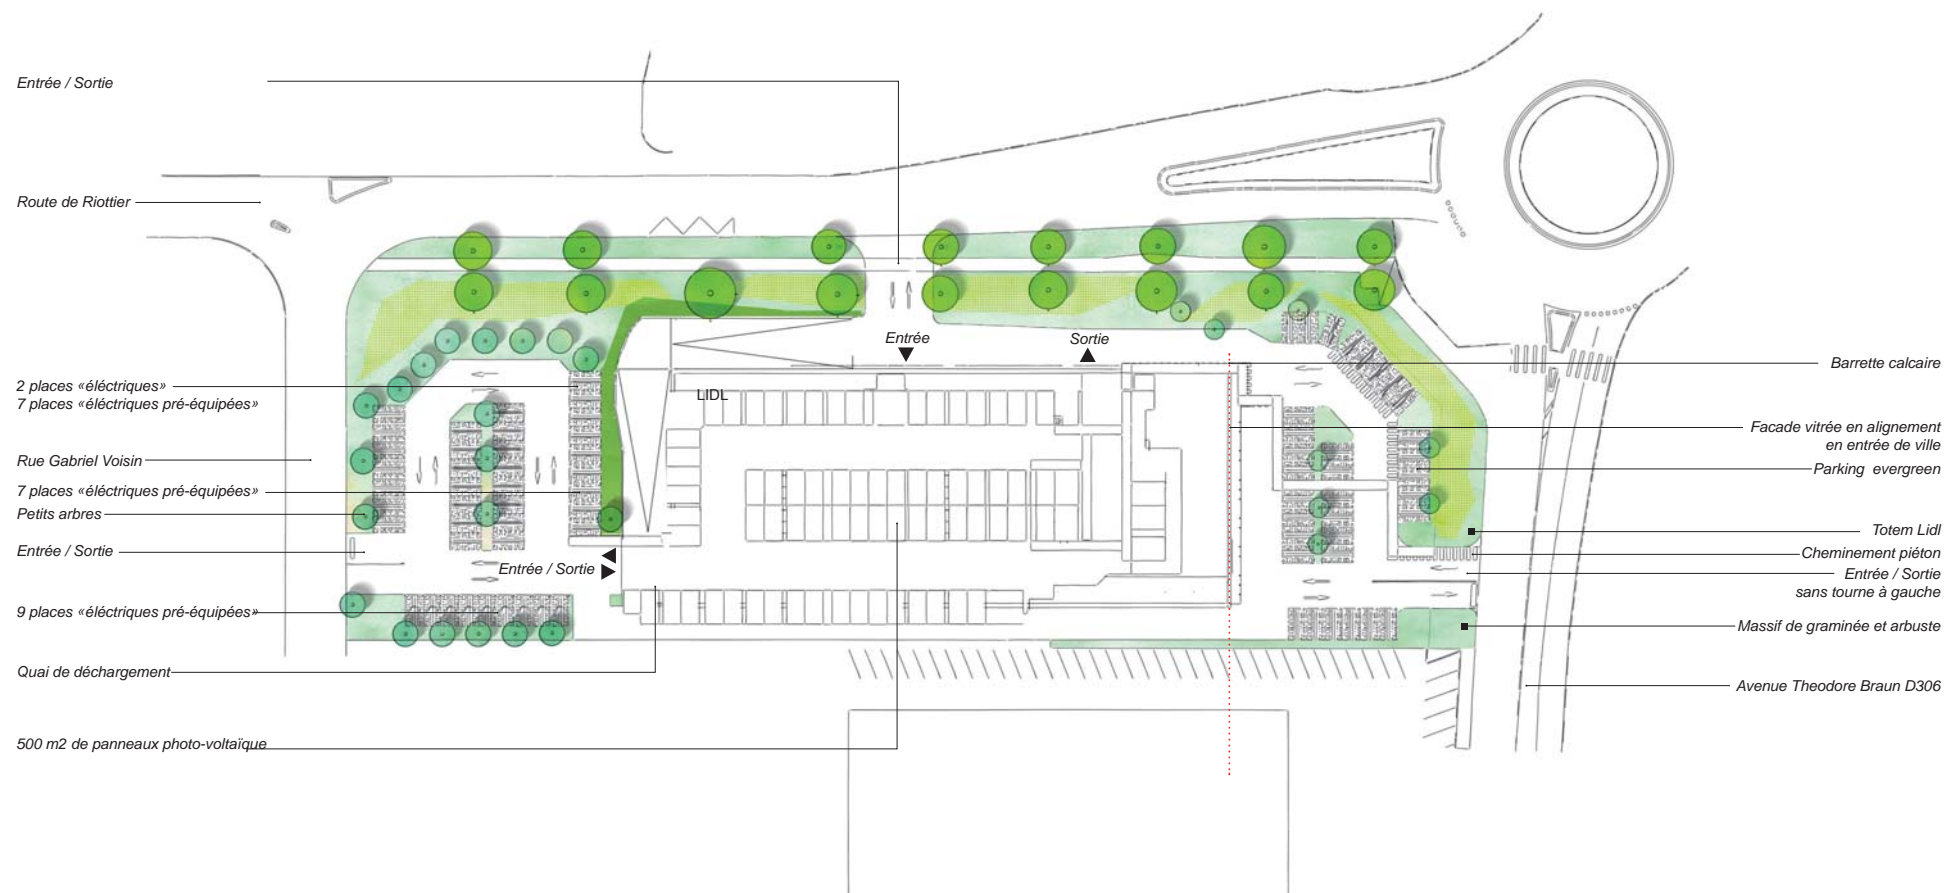 Entrée / Sortie
Route de Riottier
2 places «éléctriques»
7 places «éléctriques pré-équipées»
Rue Gabriel Voisin
7 places «éléctriques pré-équipées»
Petits arbres
Entrée / Sortie
9 places «éléctriques pré-équipées»
Quai de déchargement
500 m2 de panneaux photo-voltaïque
Entrée
Sortie
LIDL
Entrée / Sortie
Barrette calcaire
Facade vitrée en alignement
en entrée de ville
Parking evergreen
Totem Lidl
Cheminement piéton
Entrée / Sortie
sans tourne à gauche
Massif de graminée et arbuste
Avenue Theodore Braun D306